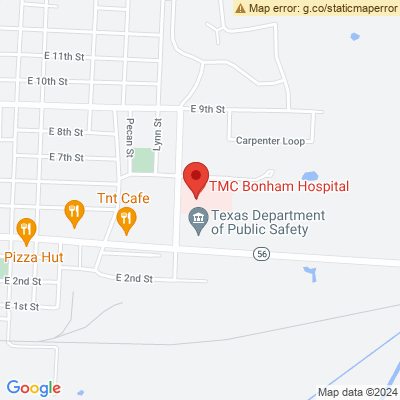 Map error: g.co/staticmaperror
E 11th St
E 10th St
E 9th St
E 8th St
Pecan St
Lynn St
Carpenter Loop
E 7th St
TMC Bonham Hospital
Tnt Cafe
Texas Department
of Public Safety
Pizza Hut
56
E 2nd St
E 2nd St
E 1st St
Google
Map data ©2024